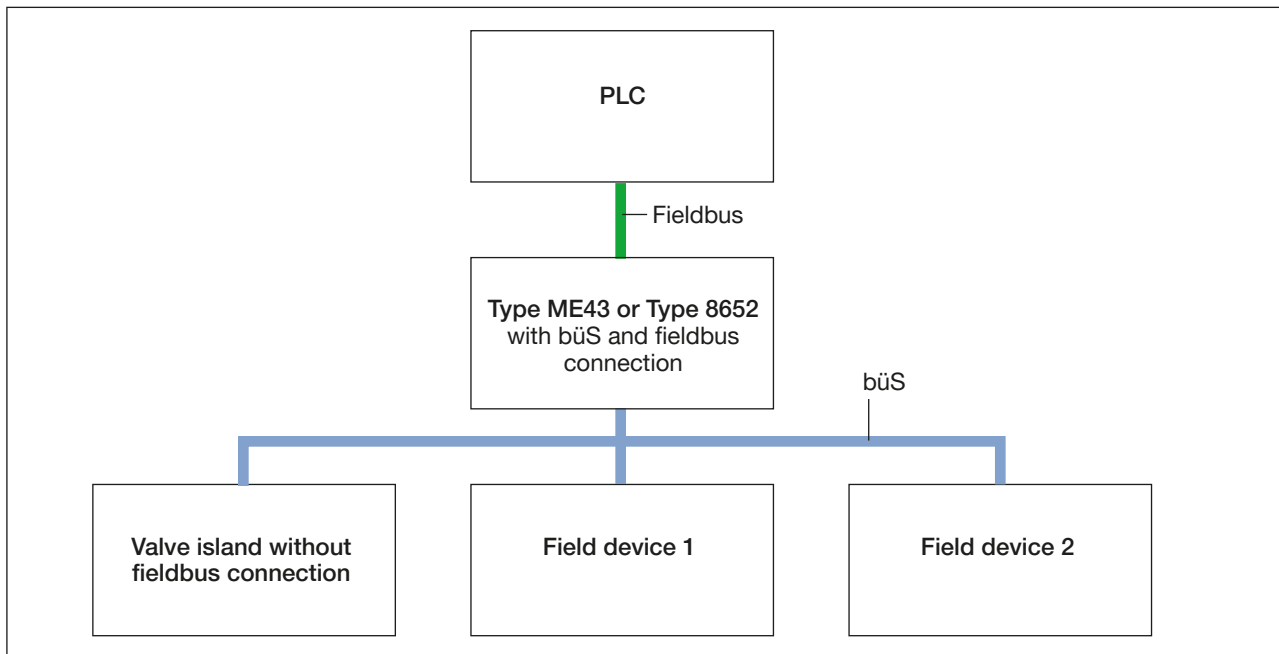 PLC
Fieldbus
Type ME43 or Type 8652
with büS and fieldbus
connection
büS
Valve island without
fieldbus connection
Field device 1
Field device 2